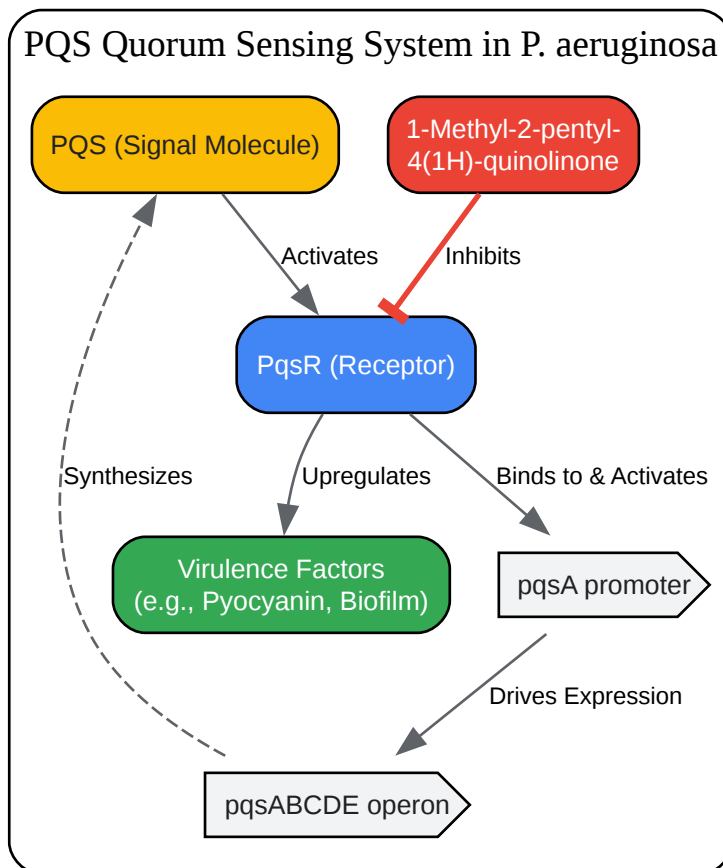 PQS Quorum Sensing System in P. aeruginosa
PQS (Signal Molecule)
1-Methyl-2-pentyl-
4(1H)-quinolinone
Activates
Inhibits
PqsR (Receptor)
Synthesizes
Upregulates
Binds to & Activates
Virulence Factors
(e.g., Pyocyanin, Biofilm)
pqsA promoter
Drives Expression
pqsABCDE operon